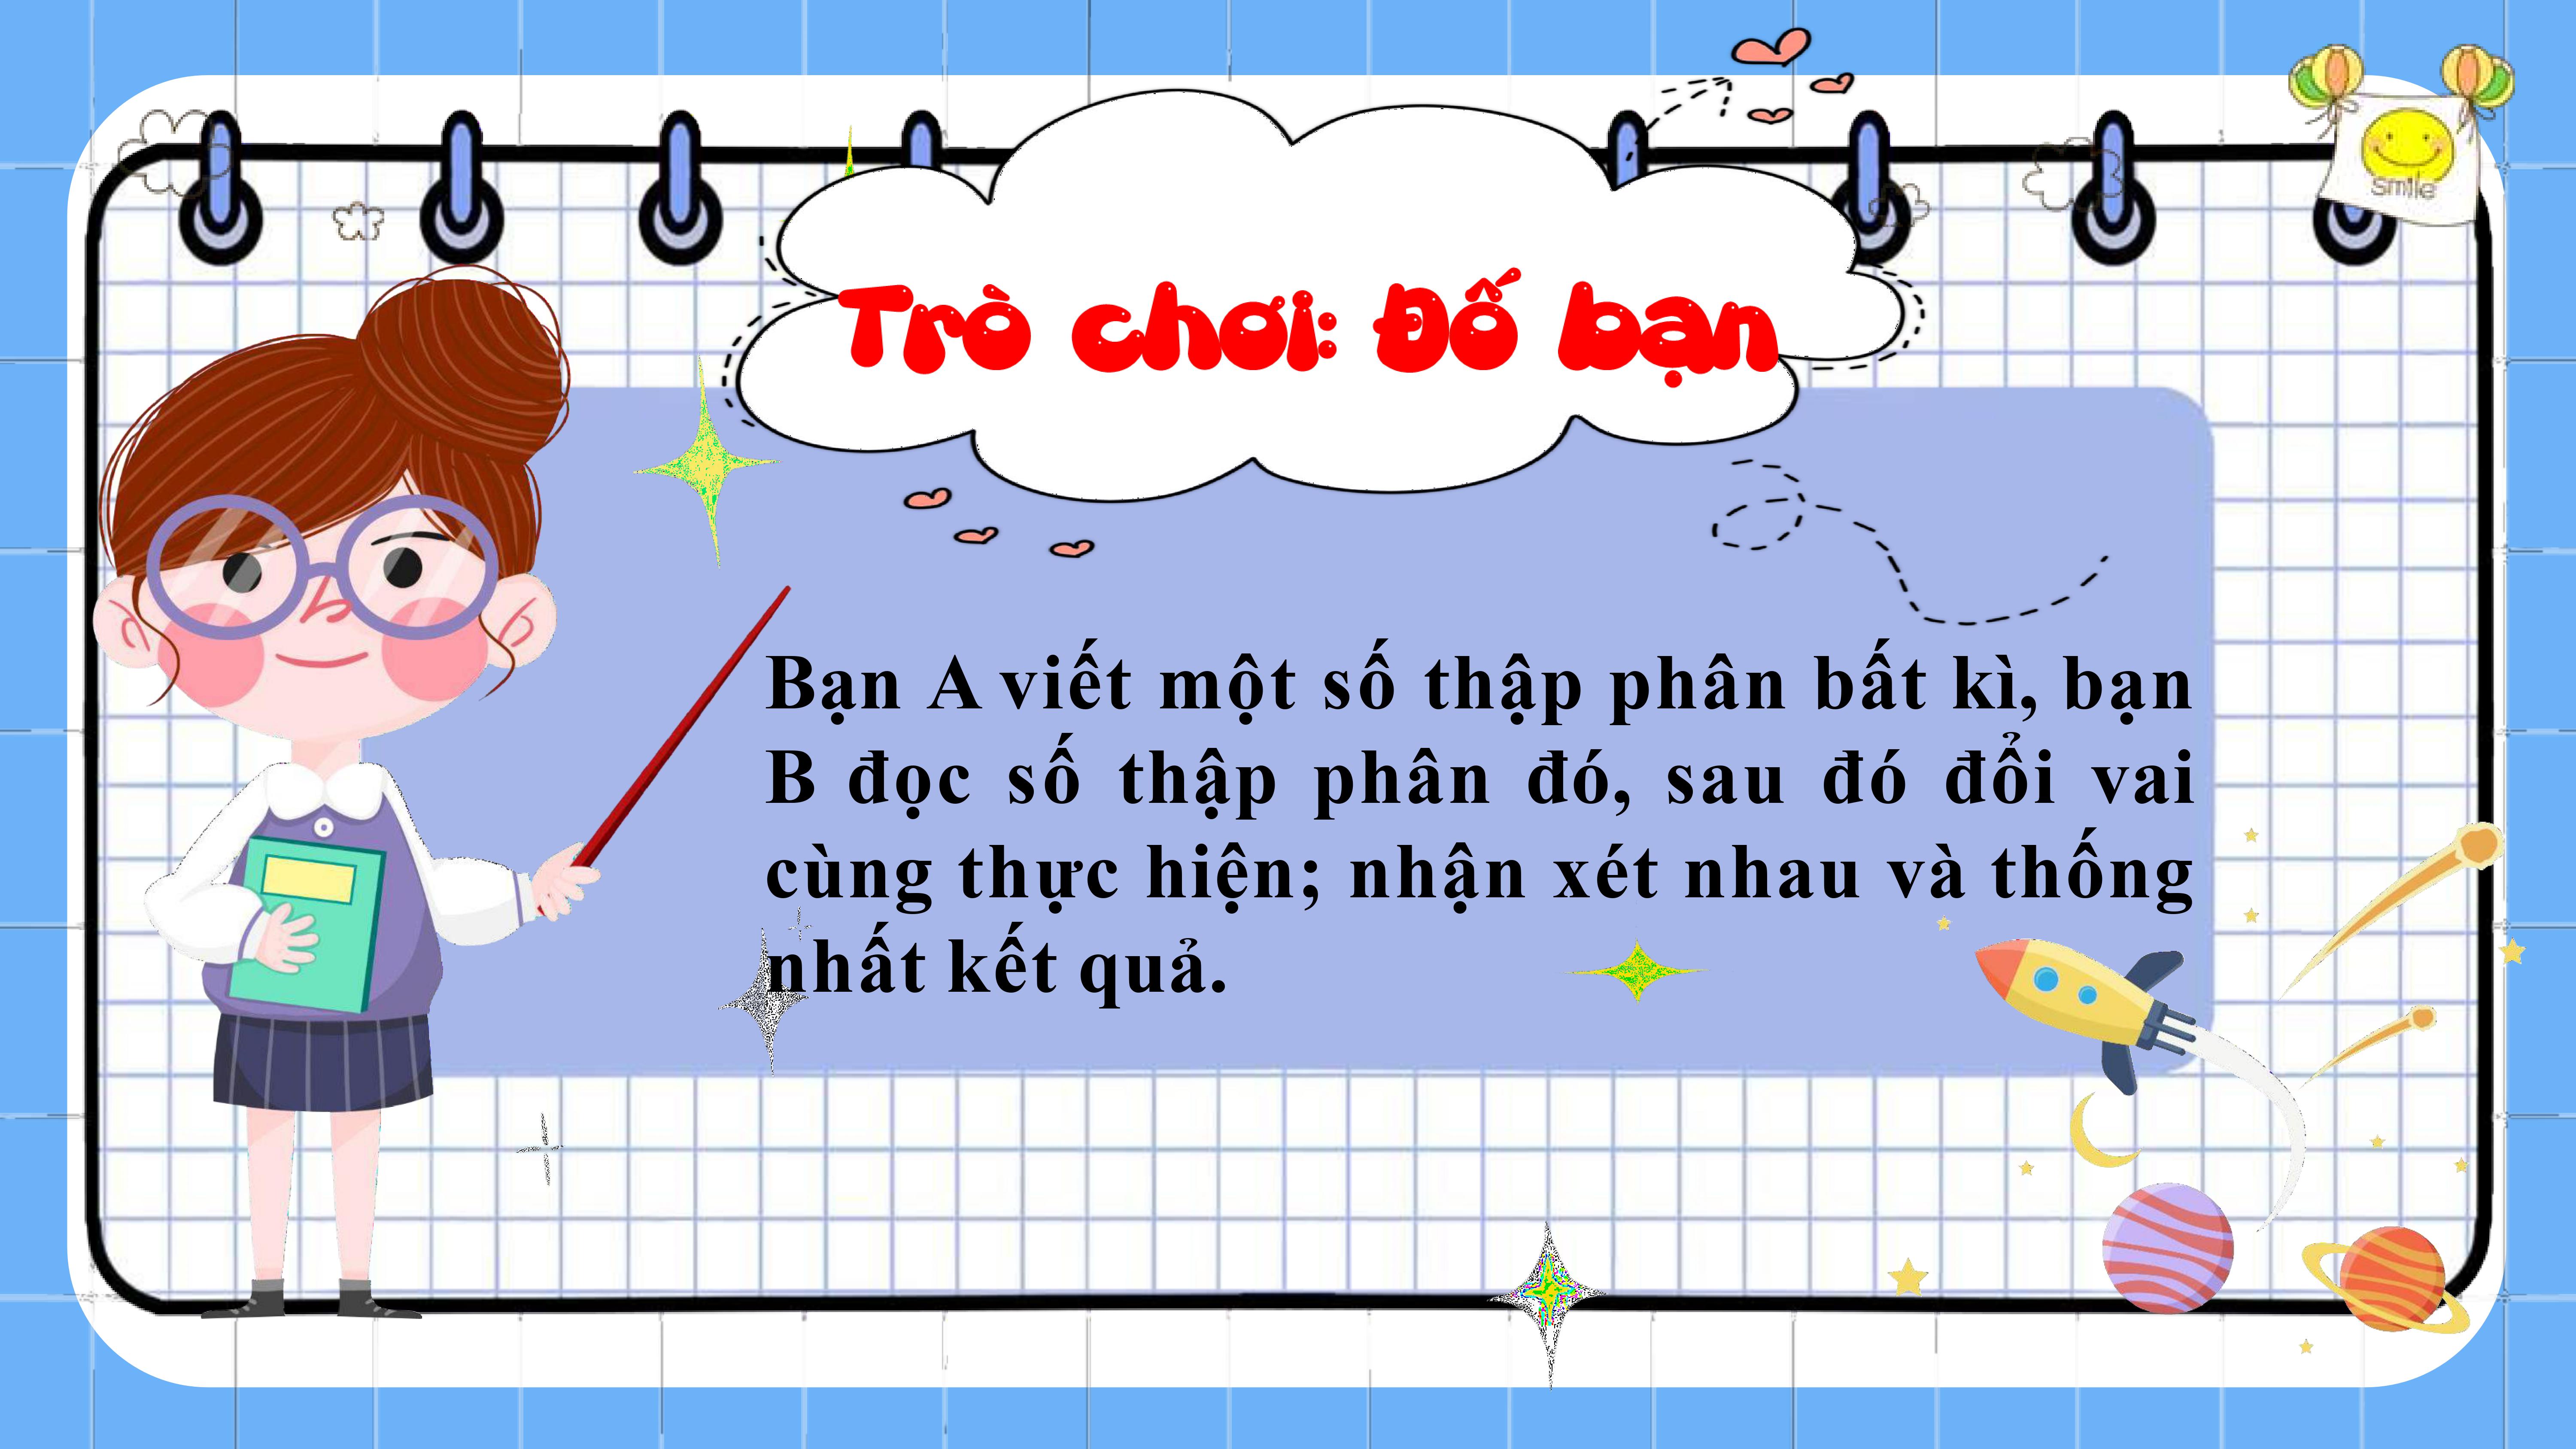 smile
Trò chơi: Đố bạn
Bạn A viết một số thập phân bất kì, bạn
B đọc số thập phân đó, sau đó đổi vai
cùng thực hiện; nhận xét nhau và thống
nhất kết quả.